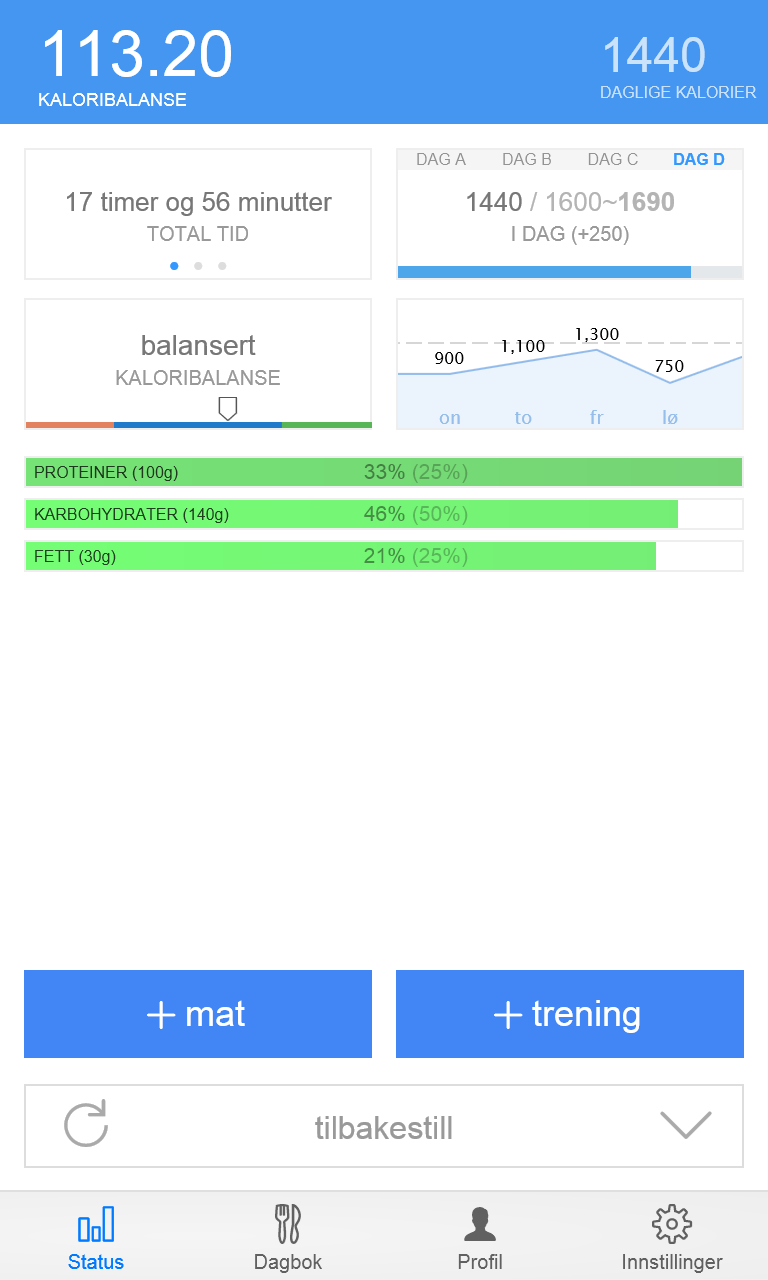 113.20
KALORIBALANSE
1440
DAGLIGE KALORIER
17 timer og 56 minutter
TOTAL TID
DAG A DAG B DAG C DAG D
1440 / 1600~1690
I DAG (+250)
balansert
KALORIBALANSE
900 1,100 1,300 750
on to fr lø
PROTEINER (100g) 33% (25%)
KARBOHYDRATER (140g) 46% (50%)
FETT (30g) 21% (25%)
+ mat
+ trening
tilbakestill
Status Dagbok Profil Innstillinger